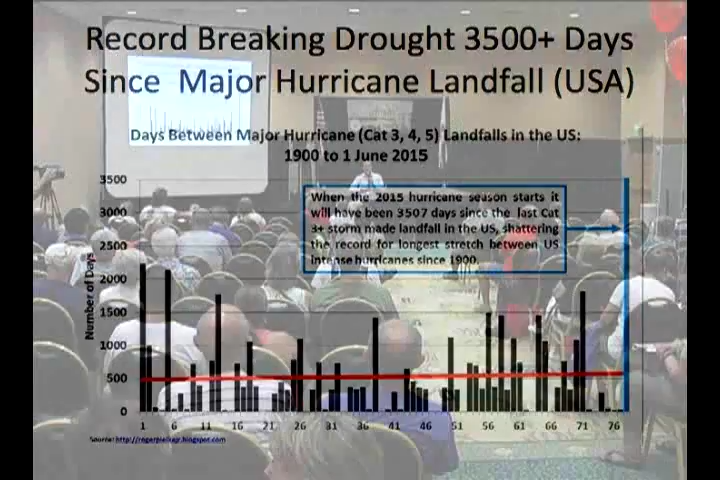 Record Breaking Drought 3500+ Days
Since Major Hurricane Landfall (USA)
Days Between Major Hurricane (Cat 3, 4, 5) Landfalls in the US:
1900 to 1 June 2015
When the 2015 hurricane season starts it
will have been 3507 days since the last Cat
3+ storm made landfall in the US, shattering
the record for longest stretch between US
intense hurricanes since 1900.
Number of Days
3500
3000
2500
2000
1500
1000
500
0
1 6 11 16 21 26 31 36 41 46 51 56 61 66 71 76
Source: http://rogerpielkejr.blogspot.com